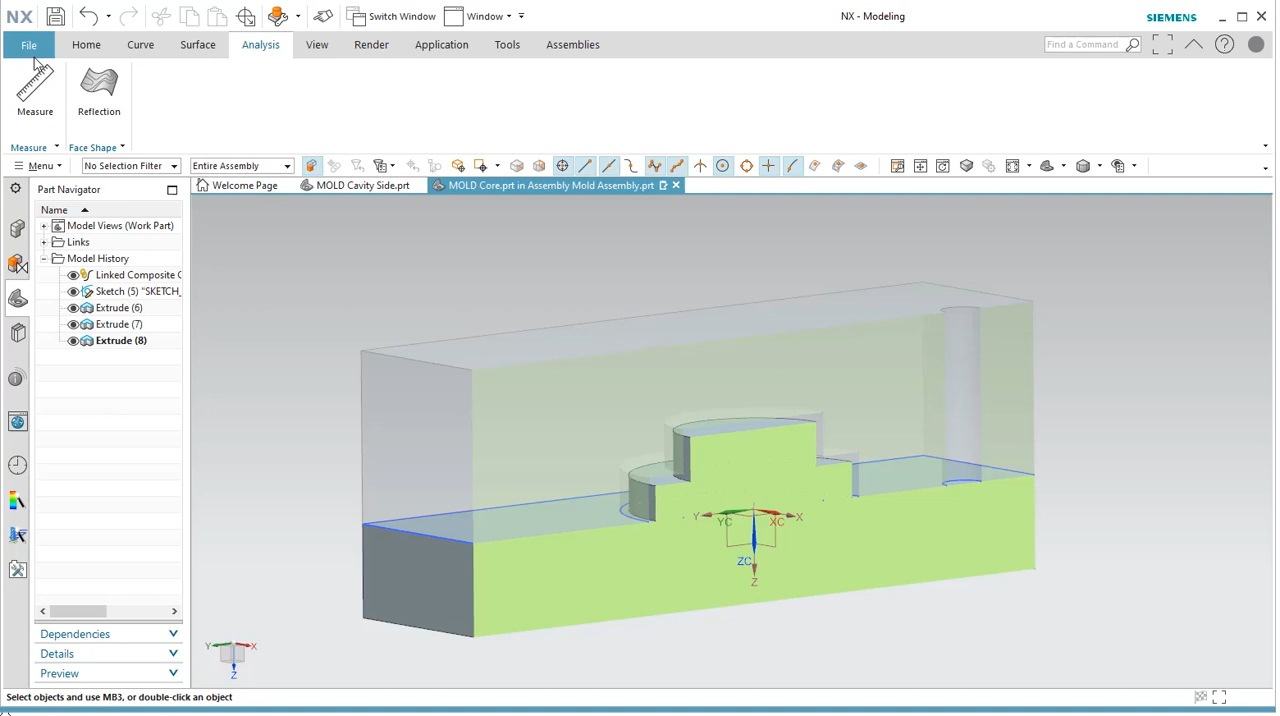 NX
Switch Window
Window
NX - Modeling
SIEMENS
File
Home
Curve
Surface
Analysis
View
Render
Application
Tools
Assemblies
Find a Command
Measure
Reflection
Measure
Face Shape
Menu
No Selection Filter
Entire Assembly
Part Navigator
Welcome Page
MOLD Cavity Side.prt
MOLD Core.prt in Assembly Mold Assembly.prt
Name
Model Views (Work Part)
Links
Model History
Linked Composite C
Sketch (5) "SKETCH_
Extrude (6)
Extrude (7)
Extrude (8)
Y
YC
XC
X
ZC
Z
Dependencies
Details
Preview
Y
X
Z
Select objects and use MB3, or double-click an object